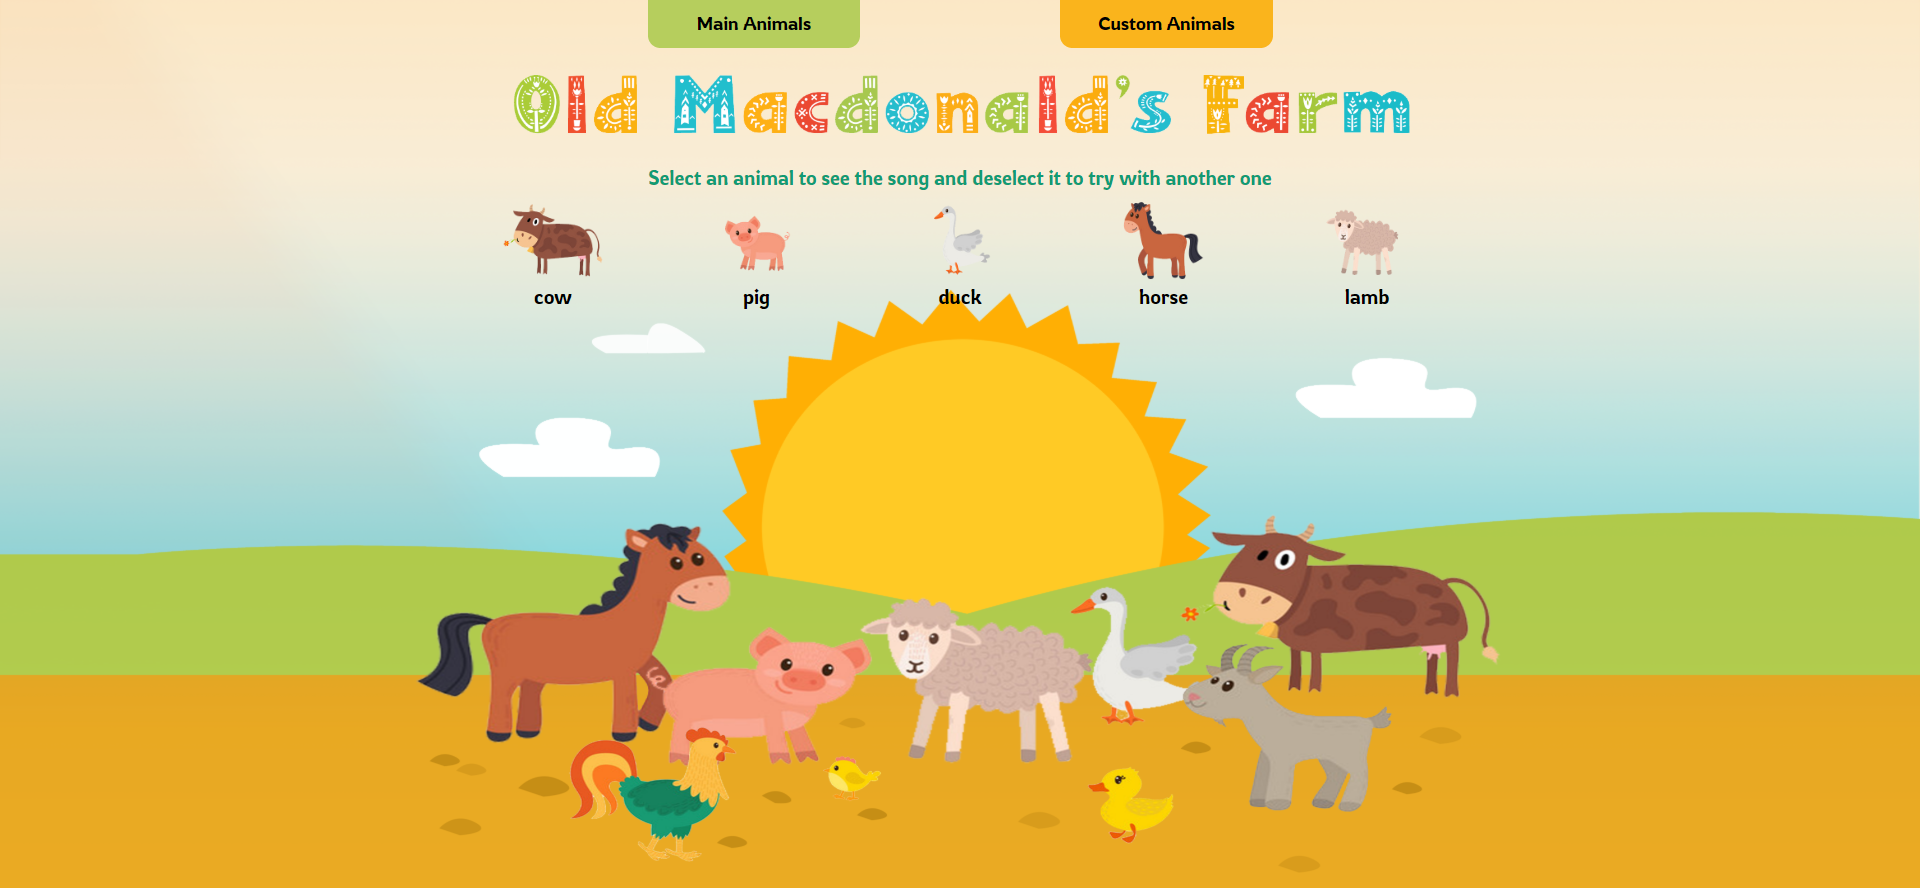 Main Animals
Custom Animals
Old Macdonald's Farm
Select an animal to see the song and deselect it to try with another one
cow
pig
duck
horse
lamb